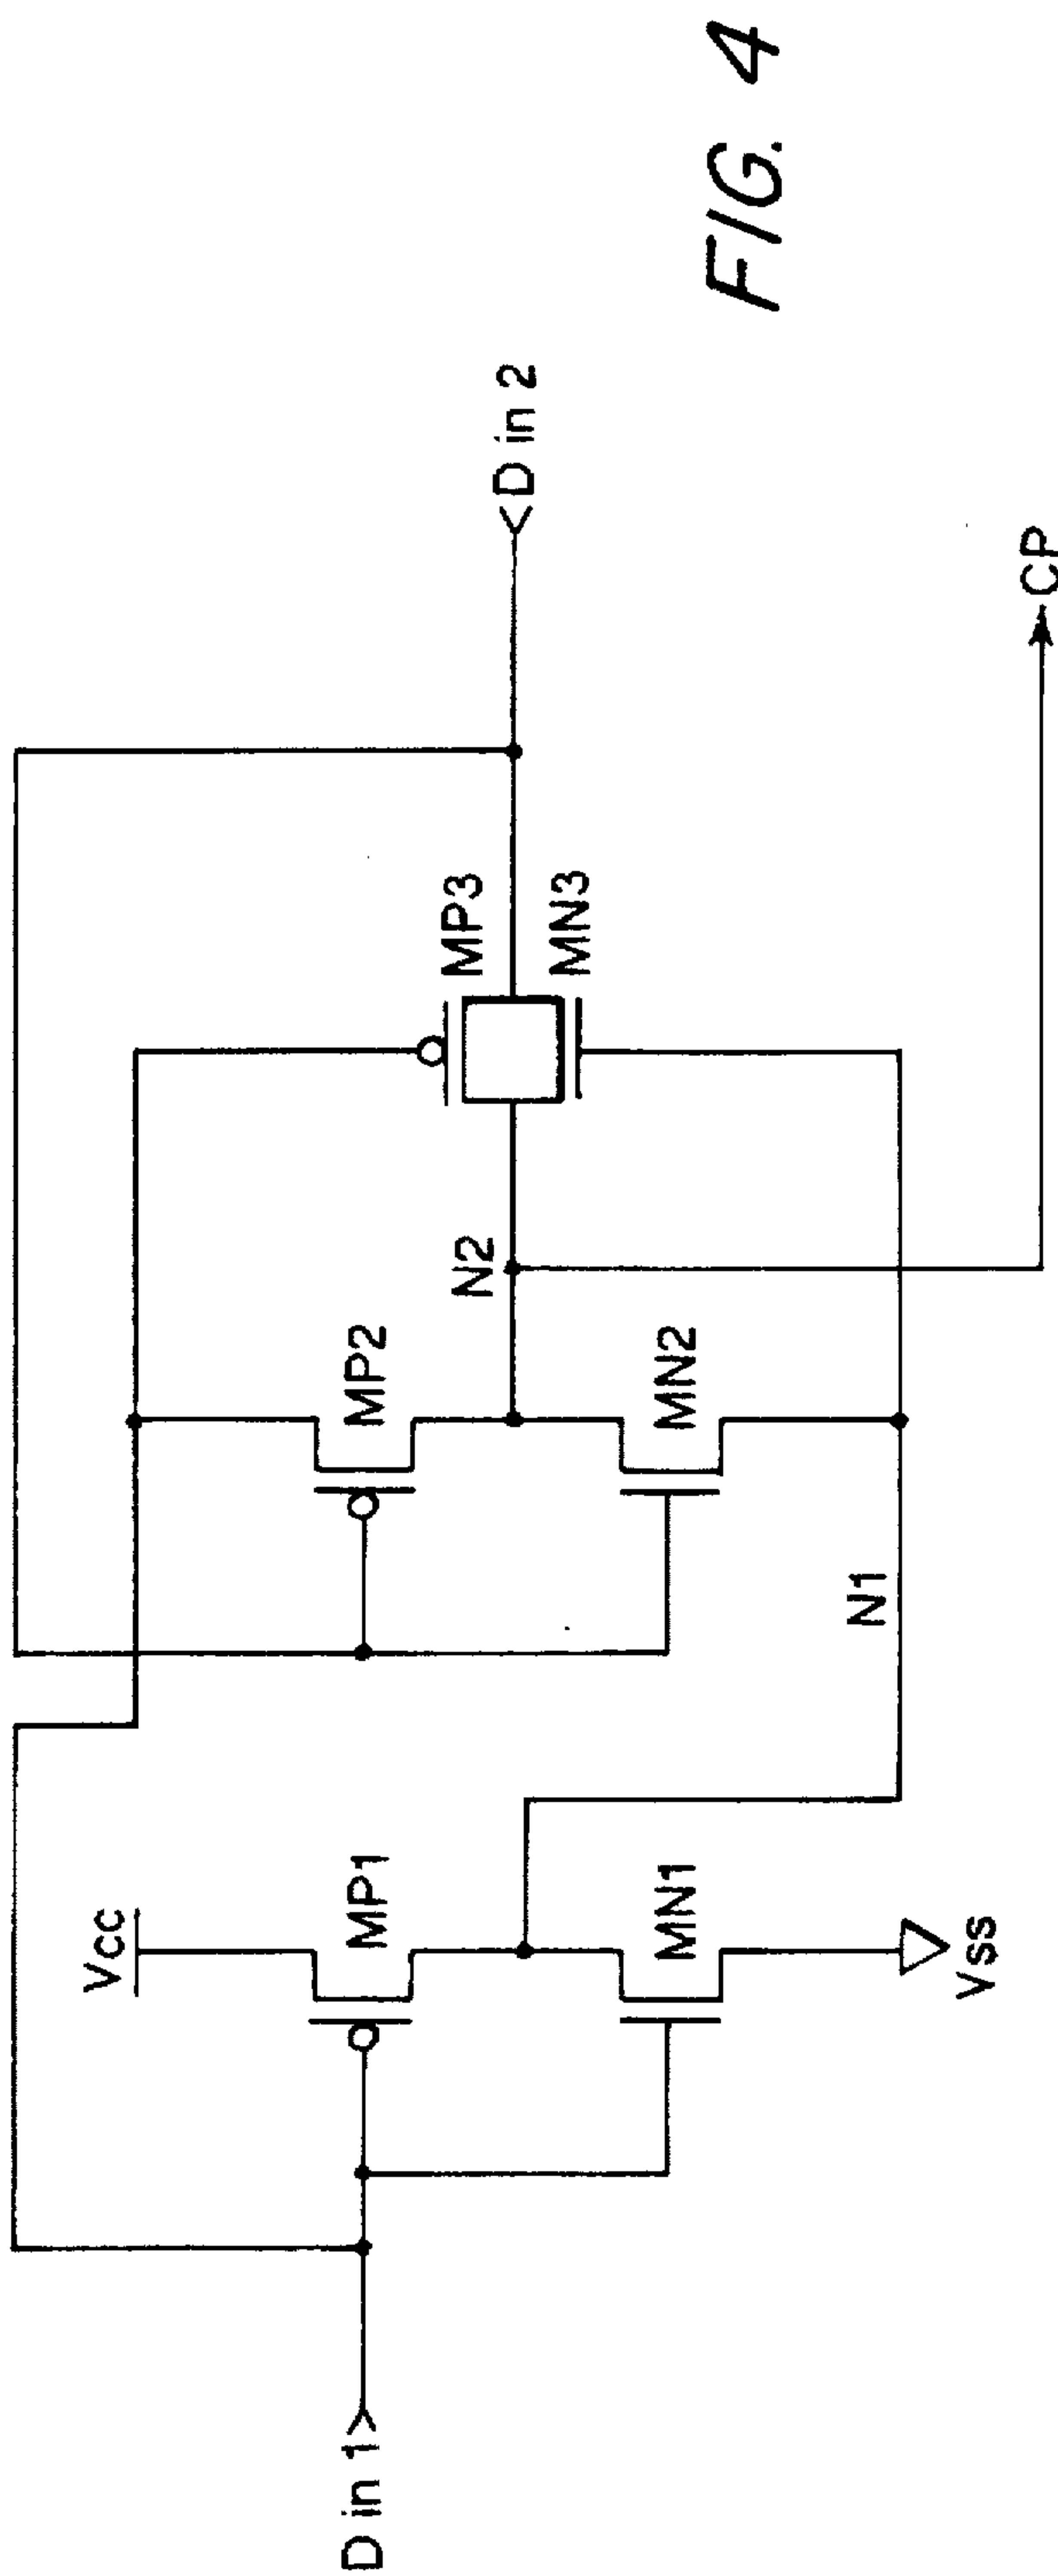 D in 1
Vcc
MP1
MN1
Vss
N1
MP2
MN2
N2
MP3
MN3
D in 2
CP
FIG. 4